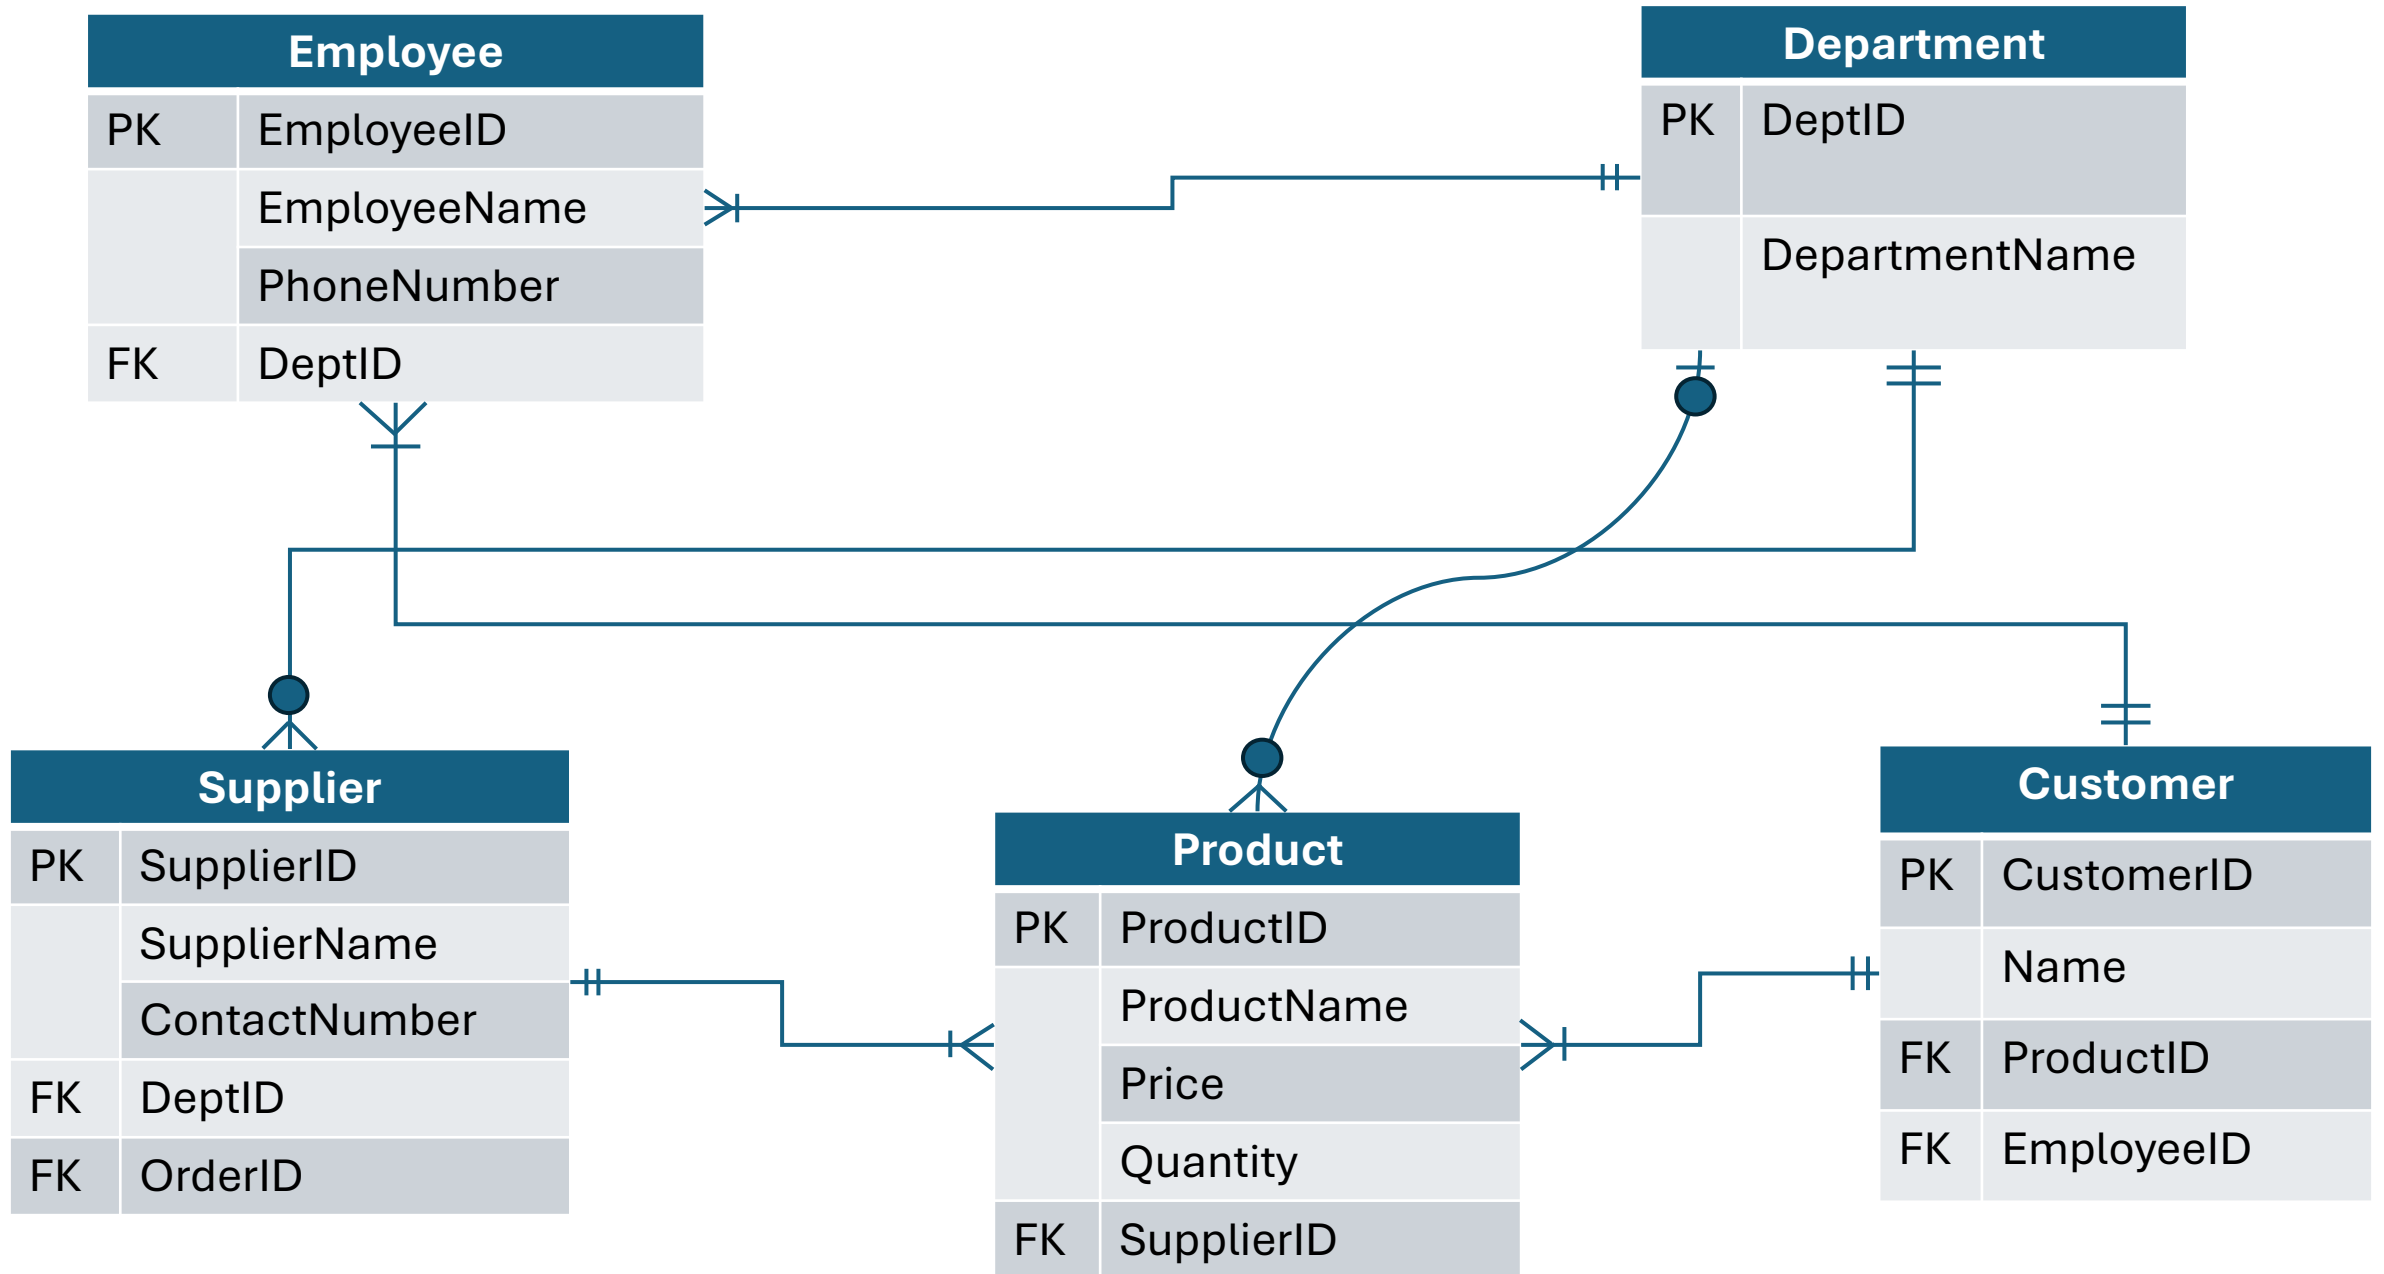 Employee
PK EmployeeID
EmployeeName
PhoneNumber
FK DeptID
Department
PK DeptID
DepartmentName
Supplier
PK SupplierID
SupplierName
ContactNumber
FK DeptID
FK OrderID
Product
PK ProductID
ProductName
Price
Quantity
FK SupplierID
Customer
PK CustomerID
Name
FK ProductID
FK EmployeeID